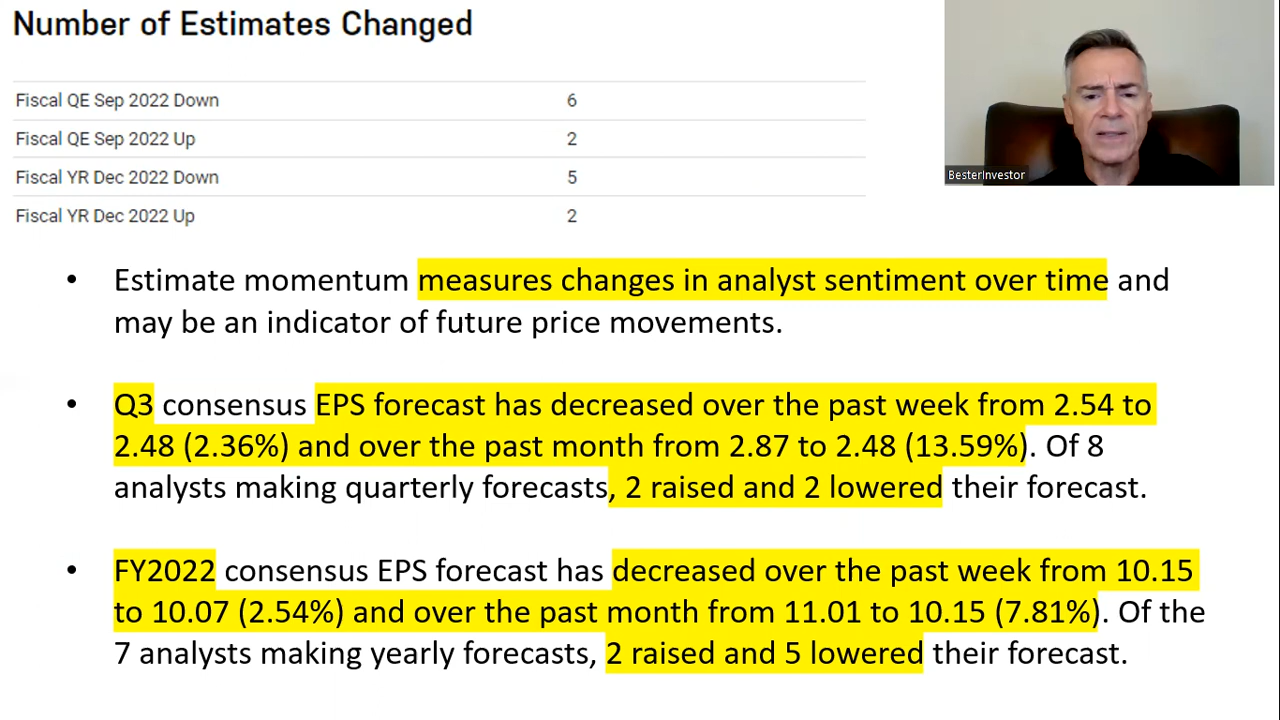 Number of Estimates Changed
Fiscal QE Sep 2022 Down 6
Fiscal QE Sep 2022 Up 2
Fiscal YR Dec 2022 Down 5
Fiscal YR Dec 2022 Up 2
BesterInvestor
• Estimate momentum measures changes in analyst sentiment over time and
may be an indicator of future price movements.
• Q3 consensus EPS forecast has decreased over the past week from 2.54 to
2.48 (2.36%) and over the past month from 2.87 to 2.48 (13.59%). Of 8
analysts making quarterly forecasts, 2 raised and 2 lowered their forecast.
• FY2022 consensus EPS forecast has decreased over the past week from 10.15
to 10.07 (2.54%) and over the past month from 11.01 to 10.15 (7.81%). Of the
7 analysts making yearly forecasts, 2 raised and 5 lowered their forecast.